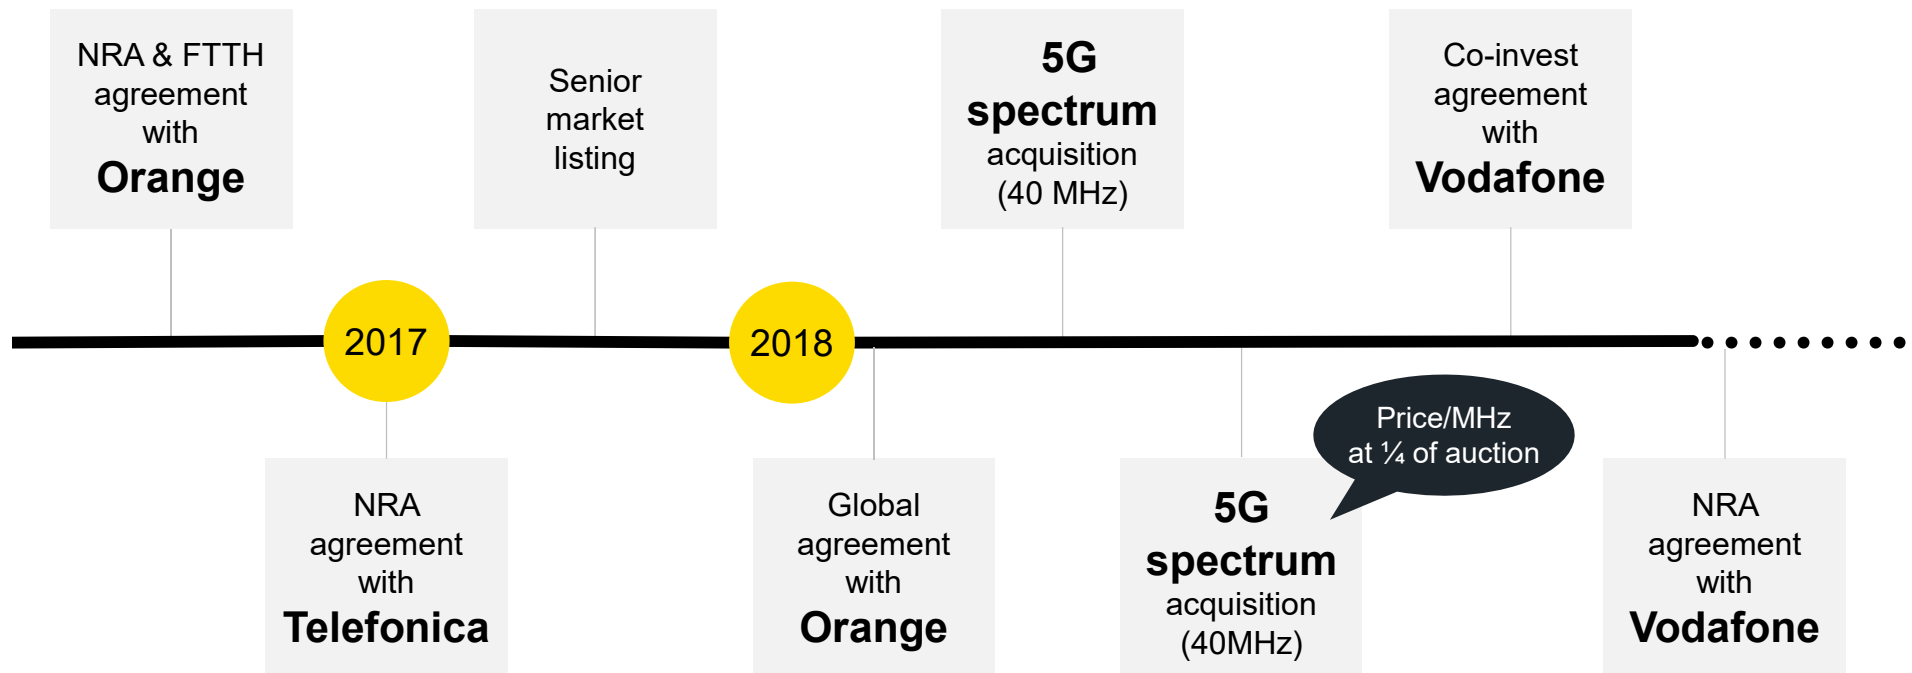 NRA & FTTH
agreement
with
Orange
Senior
market
listing
5G
spectrum
acquisition
(40 MHz)
Co-invest
agreement
with
Vodafone
2017
2018
NRA
agreement
with
Telefonica
Global
agreement
with
Orange
5G
spectrum
acquisition
(40MHz)
Price/MHz
at ¼ of auction
NRA
agreement
with
Vodafone